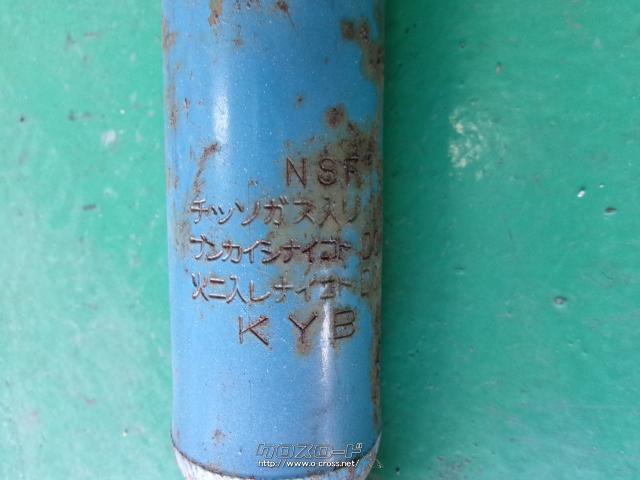 NSR
チッソガス入リ
ブンカイシナイコト
火ニ入レナイコト
KYB
クロスロード
http://www.o-cross.net/